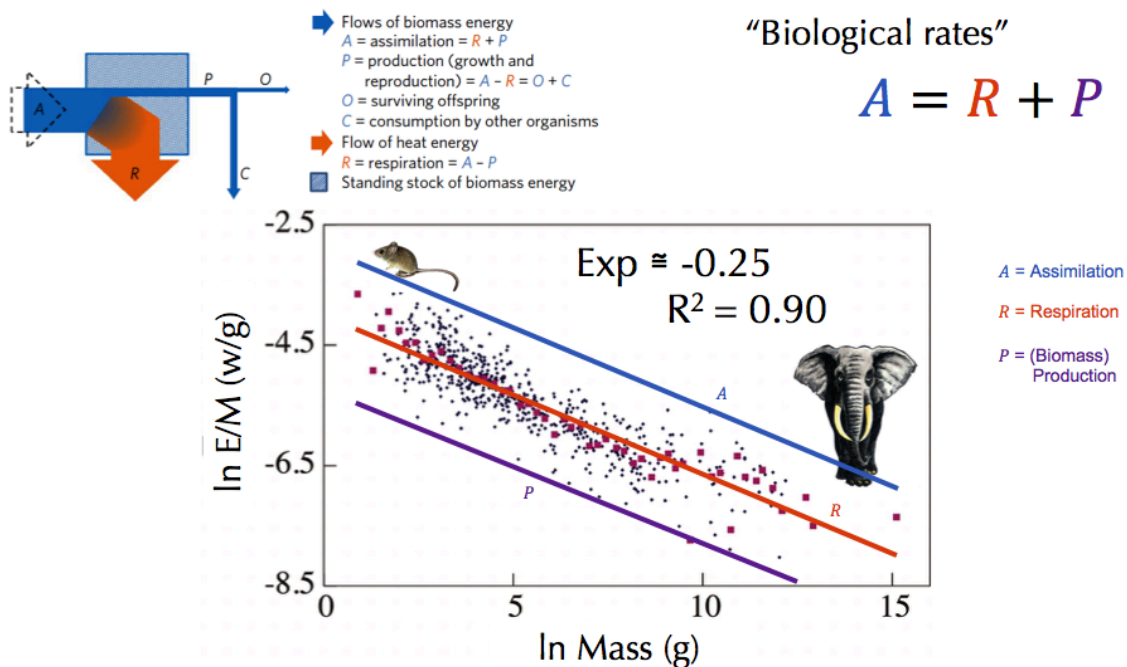 Flows of biomass energy
A = assimilation = R + P
P = production (growth and
reproduction) = A – R = O + C
O = surviving offspring
C = consumption by other organisms
Flow of heat energy
R = respiration = A – P
Standing stock of biomass energy
A
P
O
R
C
“Biological rates”
A = R + P
-2.5
-4.5
-6.5
-8.5
ln E/M (w/g)
Exp ≅ -0.25
R² = 0.90
A
P
R
0
5
10
15
ln Mass (g)
A = Assimilation
R = Respiration
P = (Biomass)
Production